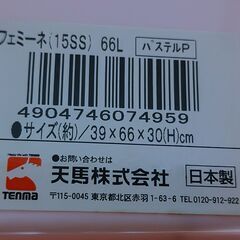 フェミーネ(15SS) 66L
パステルP
4904746074959
●サイズ(約)/39×66×30(H)cm
●お問い合わせは
天馬株式会社
日本製
TENMA
〒115-0045 東京都北区赤羽1-63-6 TEL0120-912-922